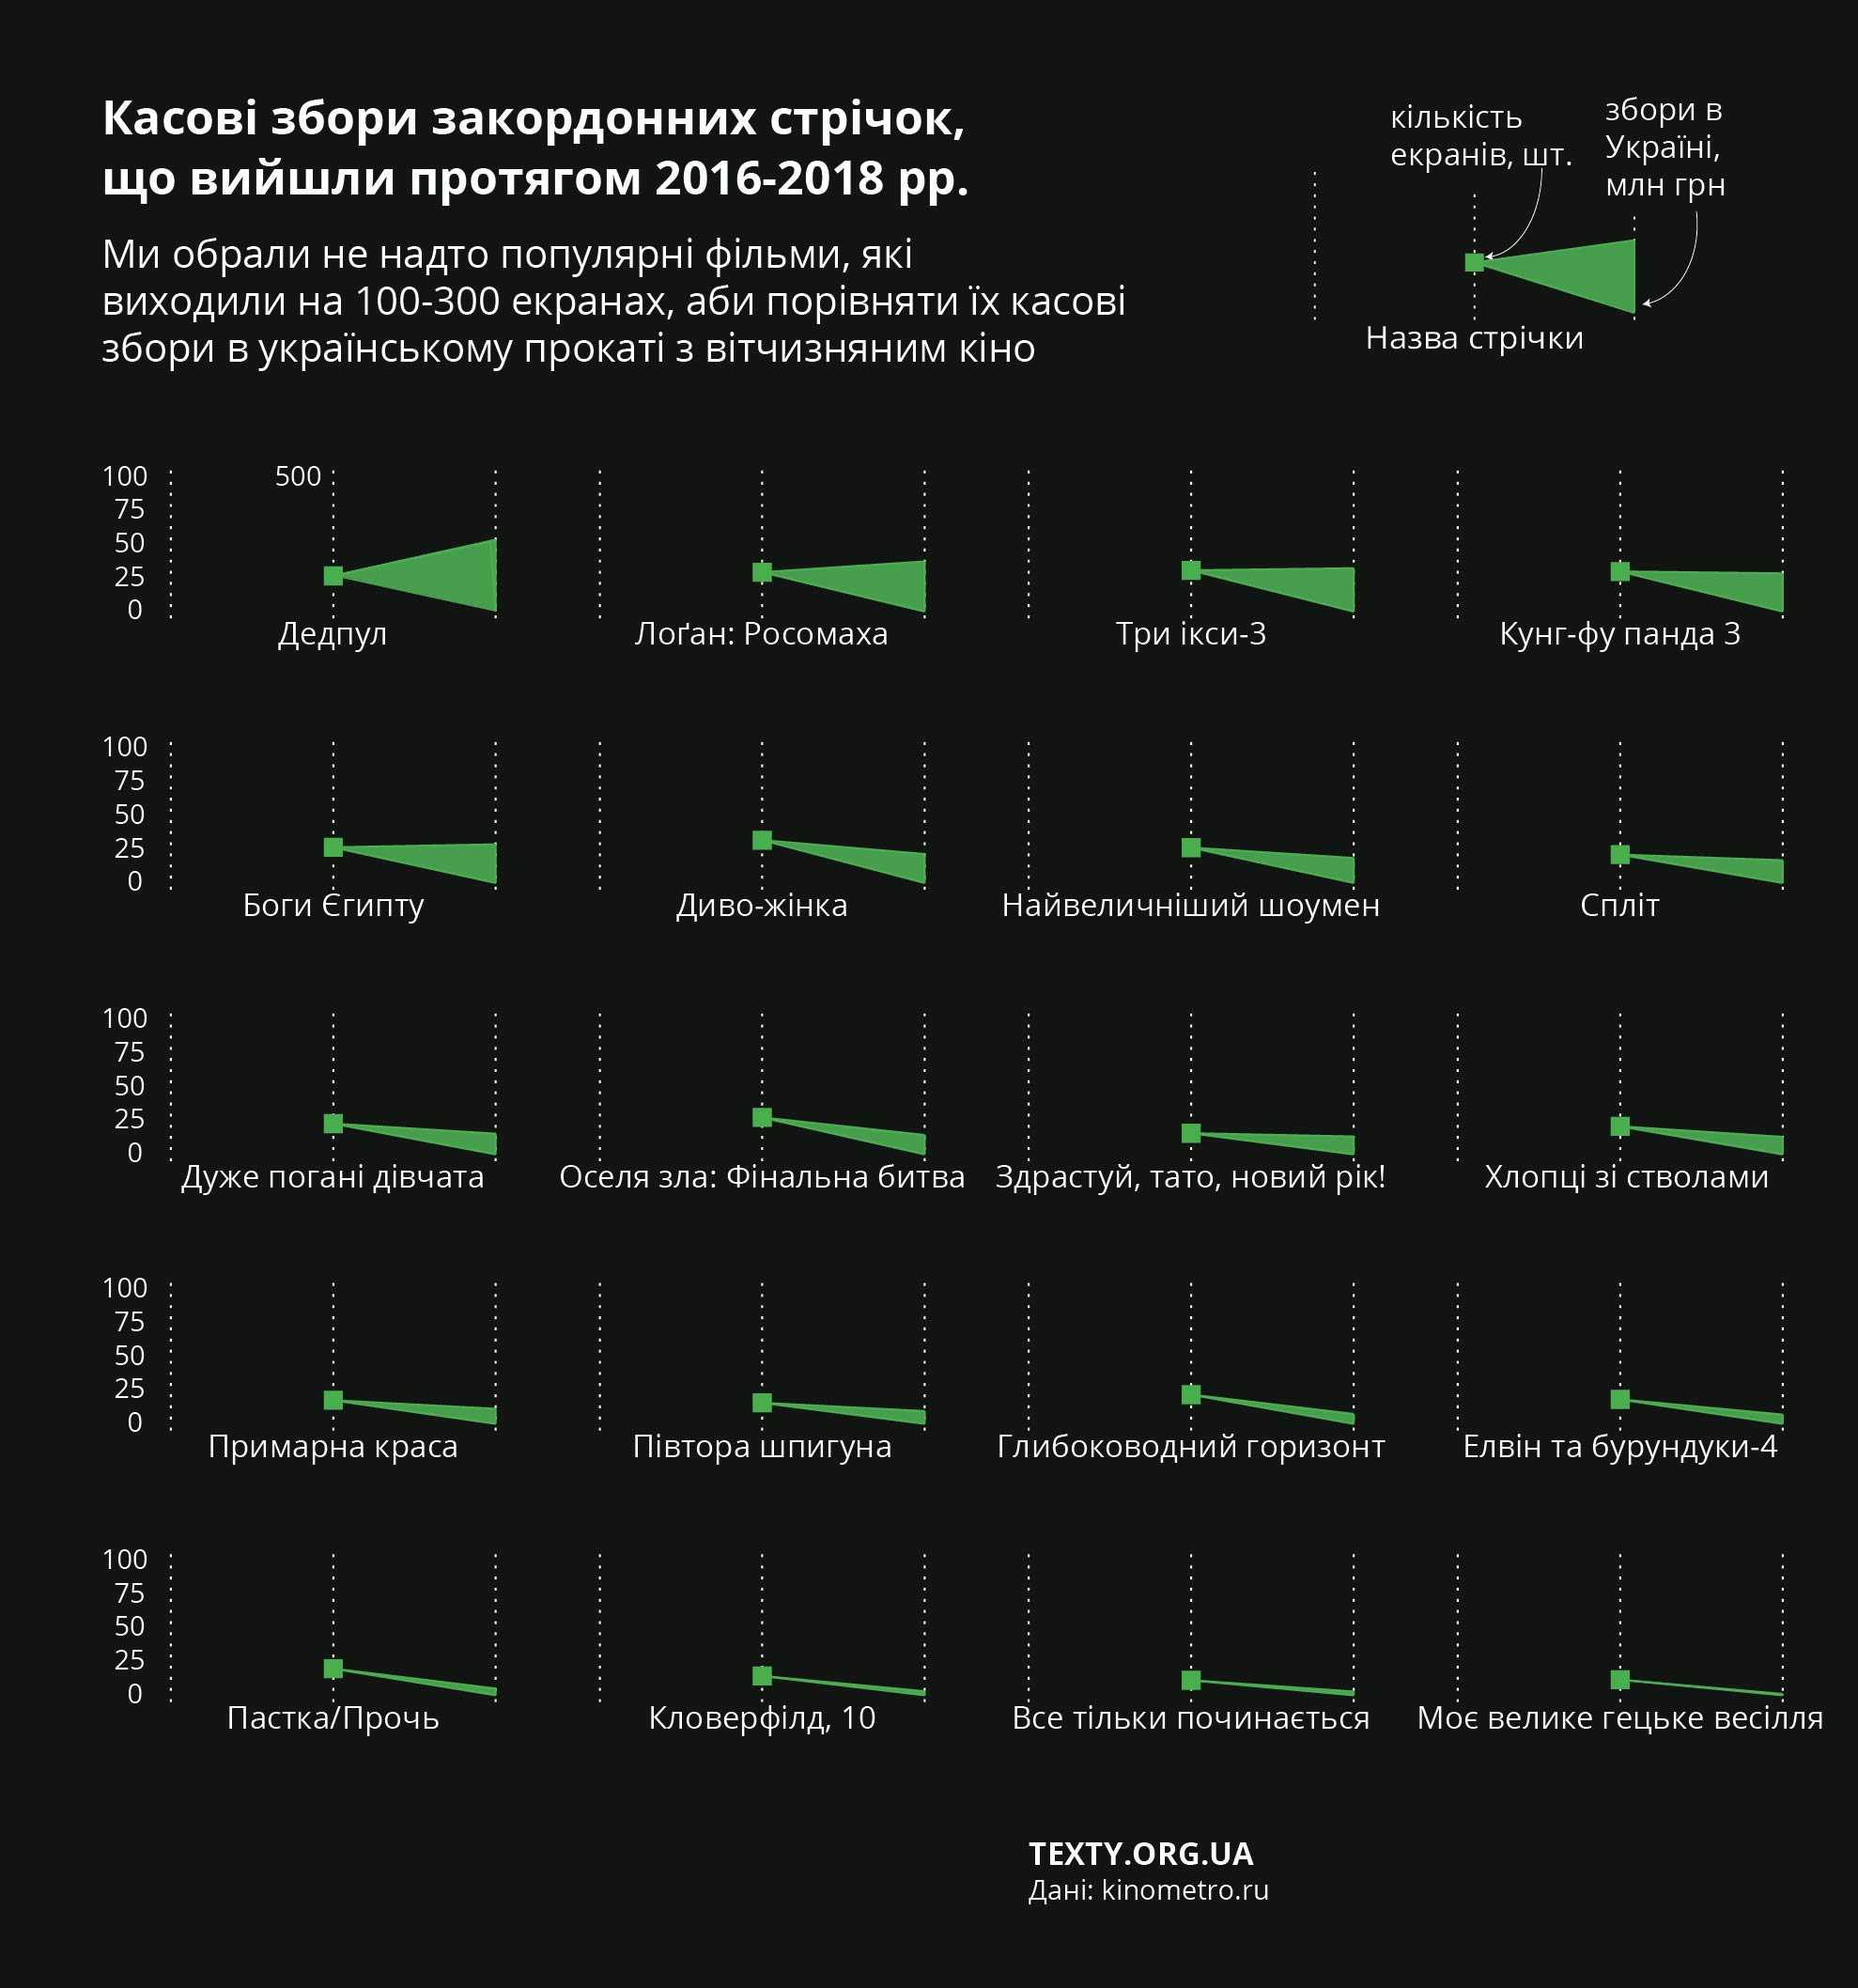 Касові збори закордонних стрічок,
що вийшли протягом 2016-2018 рр.
Ми обрали не надто популярні фільми, які
виходили на 100-300 екранах, аби порівняти їх касові
збори в українському прокаті з вітчизняним кіно
кількість
екранів, шт.
збори в
Україні,
млн грн
Назва стрічки
100
75
50
25
0
500
Дедпул
Лоґан: Росомаха
Три ікси-3
Кунг-фу панда 3
100
75
50
25
0
Боги Єгипту
Диво-жінка
Найвеличніший шоумен
Спліт
100
75
50
25
0
Дуже погані дівчата
Оселя зла: Фінальна битва
Здрастуй, тато, новий рік!
Хлопці зі стволами
100
75
50
25
0
Примарна краса
Півтора шпигуна
Глибоководний горизонт
Елвін та бурундуки-4
100
75
50
25
0
Пастка/Прочь
Кловерфілд, 10
Все тільки починається
Моє велике гецьке весілля
TEXTY.ORG.UA
Дані: kinometro.ru